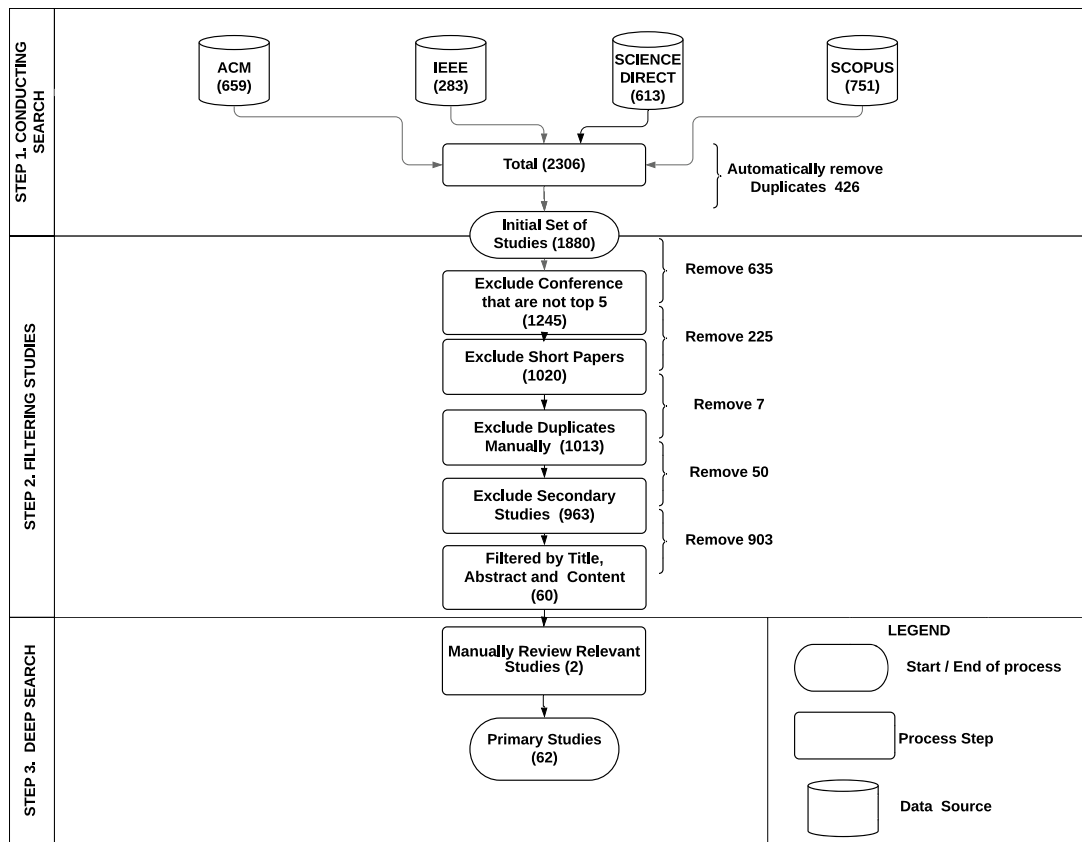 STEP 1. CONDUCTING
SEARCH
ACM
(659)
IEEE
(283)
SCIENCE
DIRECT
(613)
SCOPUS
(751)
Total (2306)
Automatically remove
Duplicates 426
Initial Set of
Studies (1880)
STEP 2. FILTERING STUDIES
Remove 635
Exclude Conference
that are not top 5
(1245)
Remove 225
Exclude Short Papers
(1020)
Remove 7
Exclude Duplicates
Manually (1013)
Remove 50
Exclude Secondary
Studies (963)
Remove 903
Filtered by Title,
Abstract and Content
(60)
STEP 3. DEEP SEARCH
Manually Review Relevant
Studies (2)
Primary Studies
(62)
LEGEND
Start / End of process
Process Step
Data Source